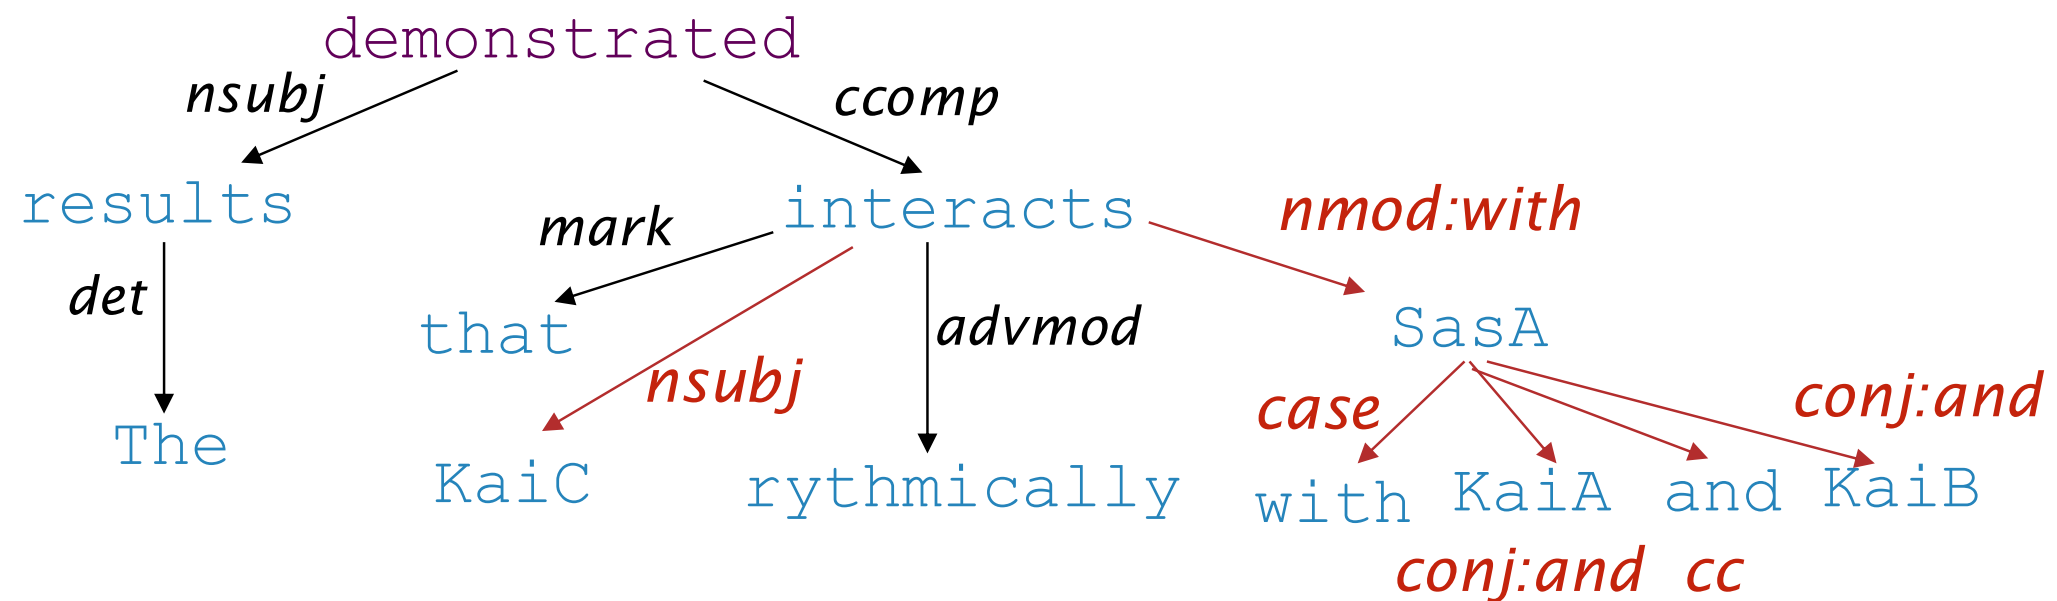 demonstrated
nsubj ccomp
results interacts nmod:with
mark
det that advmod SasA
nsubj case conj:and
The KaiC rythmically with KaiA and KaiB
conj:and cc